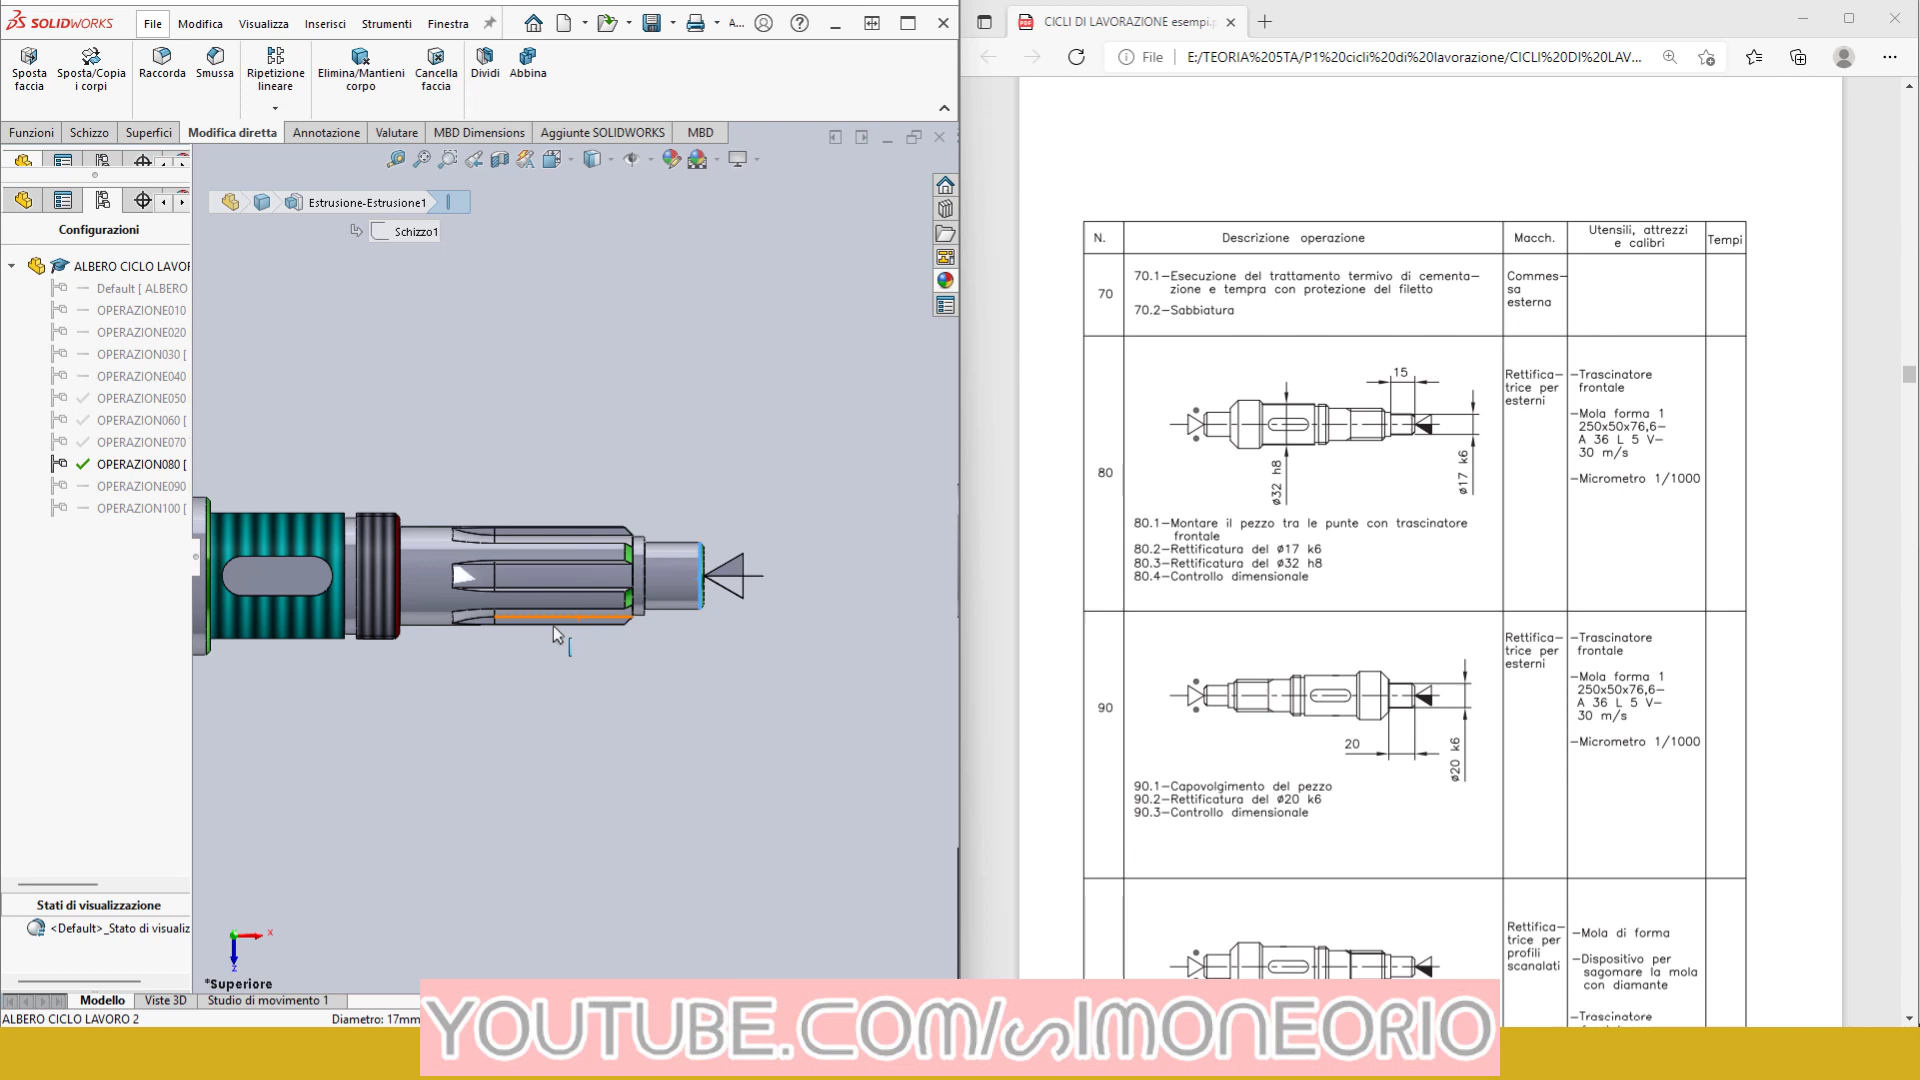 SOLIDWORKS
File
Modifica
Visualizza
Inserisci
Strumenti
Finestra
A...
Sposta faccia
Sposta/Copia i corpi
Raccorda
Smussa
Ripetizione lineare
Elimina/Mantieni corpo
Cancella faccia
Dividi
Abbina
Funzioni
Schizzo
Superfici
Modifica diretta
Annotazione
Valutare
MBD Dimensions
Aggiunte SOLIDWORKS
MBD
Configurazioni
ALBERO CICLO LAVOR
Default [ ALBERO
OPERAZIONE010
OPERAZIONE020
OPERAZION030 [
OPERAZIONE040
OPERAZIONE050
OPERAZION060 [
OPERAZIONE070
OPERAZION080 [
OPERAZIONE090
OPERAZION100 [
Estrusione-Estrusione1
Schizzo1
Stati di visualizzazione
<Default>_Stato di visualiz
x
z
*Superiore
Modello
Viste 3D
Studio di movimento 1
ALBERO CICLO LAVORO 2
Diametro: 17mm
CICLI DI LAVORAZIONE esempi.p
File
E:/TEORIA%205TA/P1%20cicli%20di%20lavorazione/CICLI%20DI%20LAV...
N.
Descrizione operazione
Macch.
Utensili, attrezzi e calibri
Tempi
70
70.1-Esecuzione del trattamento termivo di cementa-
zione e tempra con protezione del filetto
70.2-Sabbiatura
Commes-
sa
esterna
80
15
ø32 h8
ø17 k6
80.1-Montare il pezzo tra le punte con trascinatore
frontale
80.2-Rettificatura del ø17 k6
80.3-Rettificatura del ø32 h8
80.4-Controllo dimensionale
Rettifica-
trice per
esterni
-Trascinatore
frontale
-Mola forma 1
250x50x76,6-
A 36 L 5 V-
30 m/s
-Micrometro 1/1000
90
20
ø20 k6
90.1-Capovolgimento del pezzo
90.2-Rettificatura del ø20 k6
90.3-Controllo dimensionale
Rettifica-
trice per
esterni
-Trascinatore
frontale
-Mola forma 1
250x50x76,6-
A 36 L 5 V-
30 m/s
-Micrometro 1/1000
Rettifica-
trice per
profili
scanalati
-Mola di forma
-Dispositivo per
sagomare la mola
con diamante
-Trascinatore
YOUTUBE.COM/SIMONEORIO